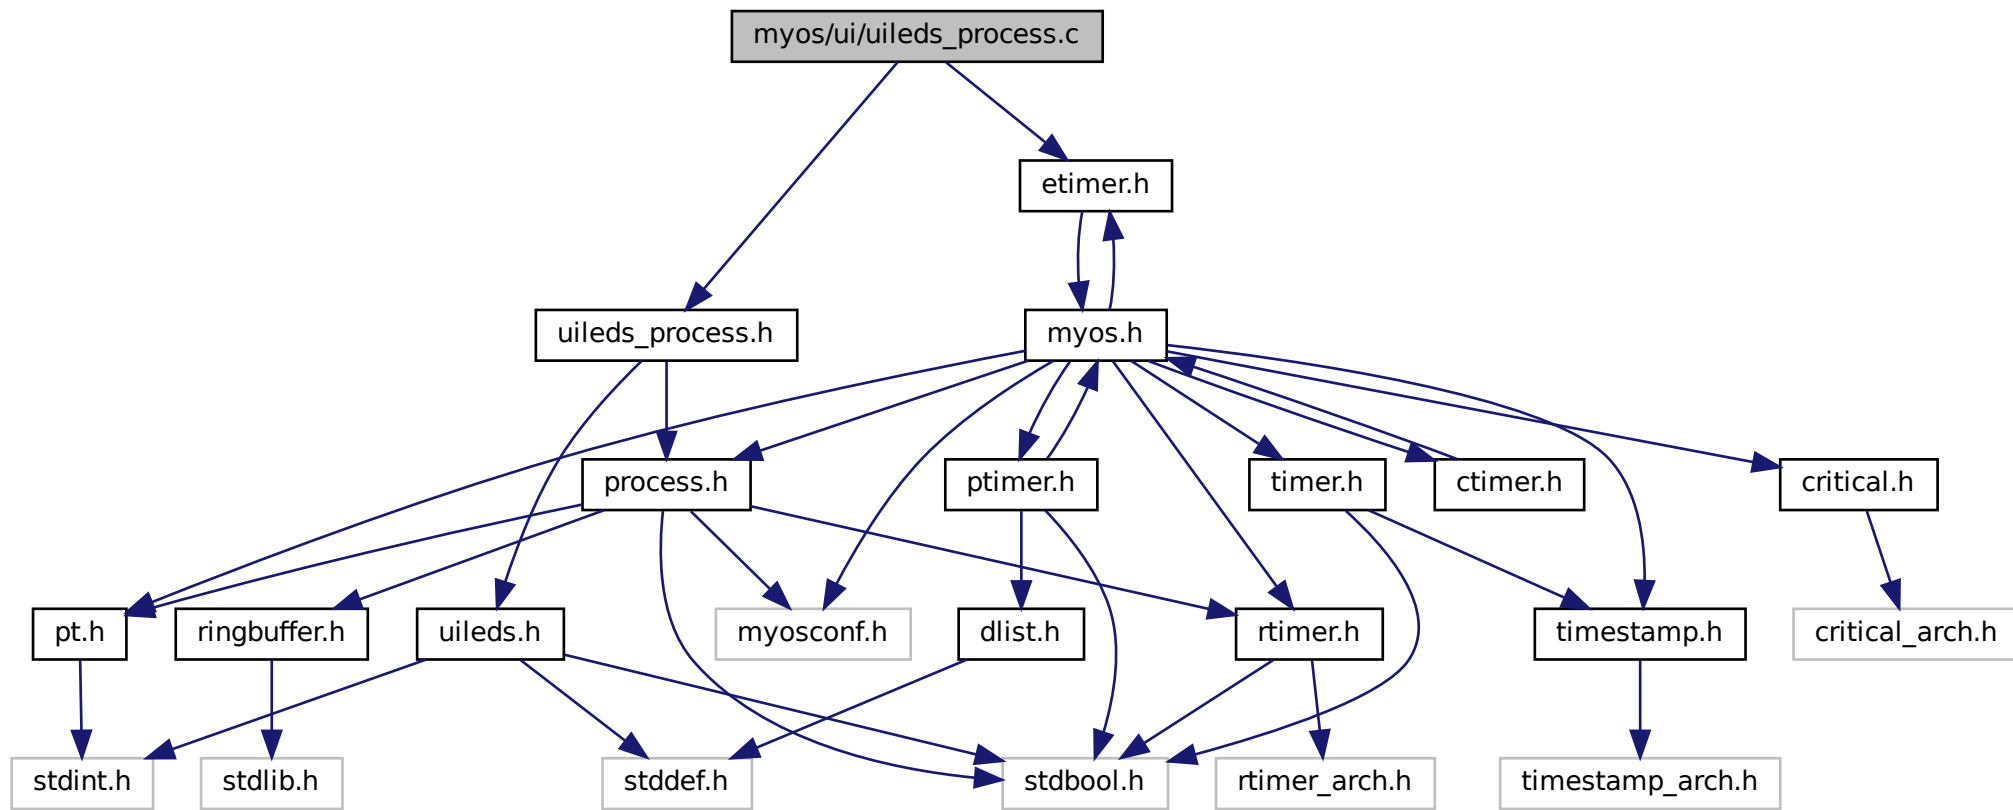 myos/ui/uileds_process.c
etimer.h
uileds_process.h
myos.h
process.h
ptimer.h
timer.h
ctimer.h
critical.h
pt.h
ringbuffer.h
uileds.h
myosconf.h
dlist.h
rtimer.h
timestamp.h
critical_arch.h
stdint.h
stdlib.h
stddef.h
stdbool.h
rtimer_arch.h
timestamp_arch.h